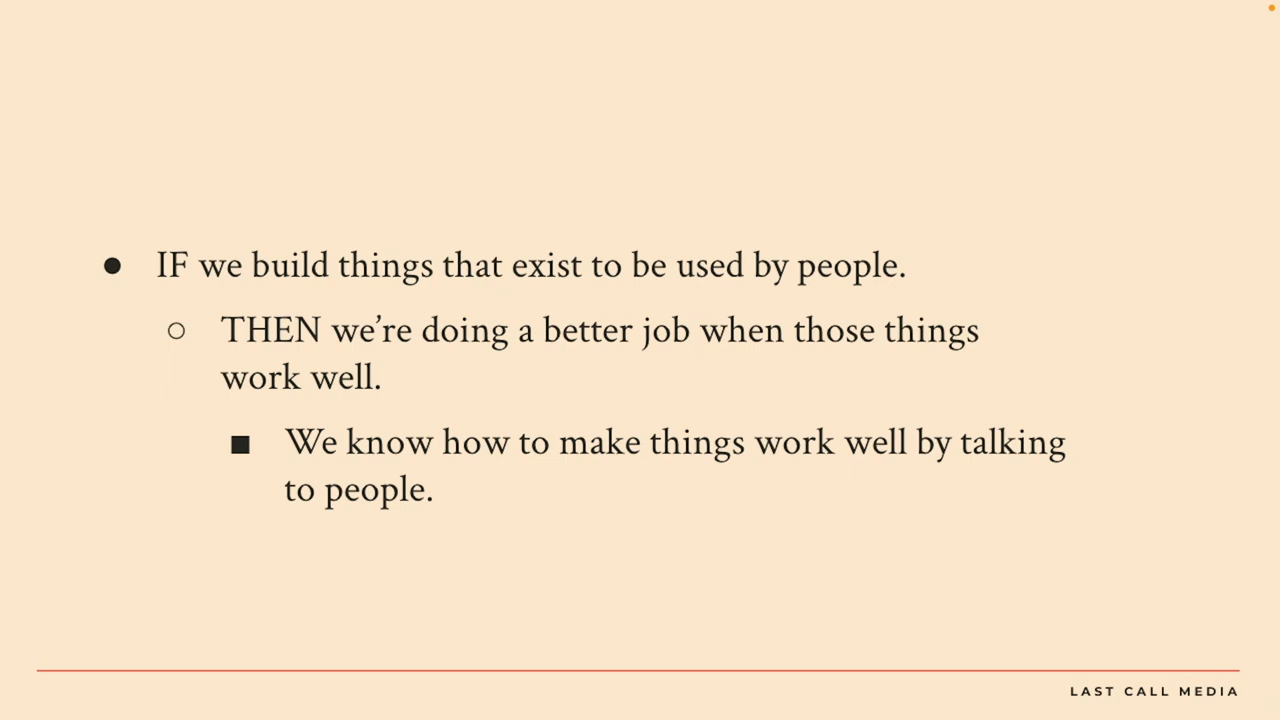 ● IF we build things that exist to be used by people.
○ THEN we’re doing a better job when those things
work well.
■ We know how to make things work well by talking
to people.
LAST CALL MEDIA